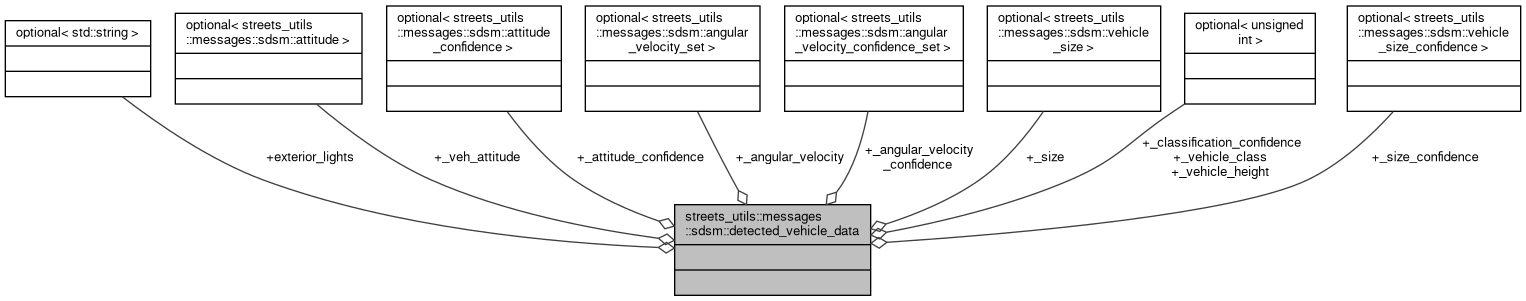 optional< std::string >
optional< streets_utils
::messages::sdsm::attitude >
optional< streets_utils
::messages::sdsm::attitude
_confidence >
optional< streets_utils
::messages::sdsm::angular
_velocity_set >
optional< streets_utils
::messages::sdsm::angular
_velocity_confidence_set >
optional< streets_utils
::messages::sdsm::vehicle
_size >
optional< unsigned
int >
optional< streets_utils
::messages::sdsm::vehicle
_size_confidence >
+exterior_lights
+_veh_attitude
+_attitude_confidence
+_angular_velocity
+_angular_velocity
_confidence
+_size
+_classification_confidence
+_vehicle_class
+_vehicle_height
+_size_confidence
streets_utils::messages
::sdsm::detected_vehicle_data